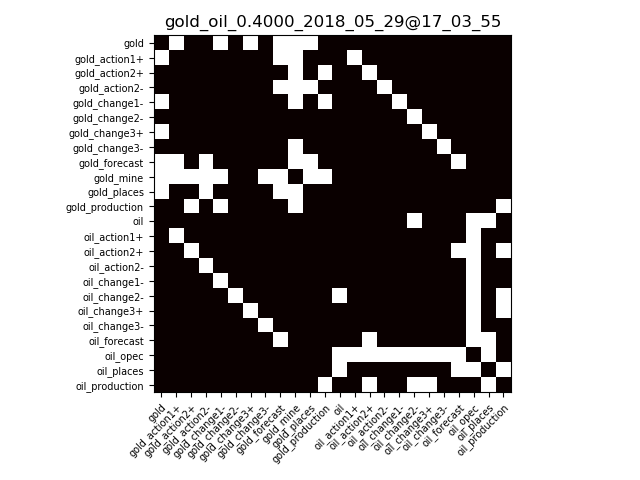 gold_oil_0.4000_2018_05_29@17_03_55
gold
gold_action1+
gold_action2+
gold_action2-
gold_change1-
gold_change2-
gold_change3+
gold_change3-
gold_forecast
gold_mine
gold_places
gold_production
oil
oil_action1+
oil_action2+
oil_action2-
oil_change1-
oil_change2-
oil_change3+
oil_change3-
oil_forecast
oil_opec
oil_places
oil_production
gold
gold_action1+
gold_action2+
gold_action2-
gold_change1-
gold_change2-
gold_change3+
gold_change3-
gold_forecast
gold_mine
gold_places
gold_production
oil
oil_action1+
oil_action2+
oil_action2-
oil_change1-
oil_change2-
oil_change3+
oil_change3-
oil_forecast
oil_opec
oil_places
oil_production